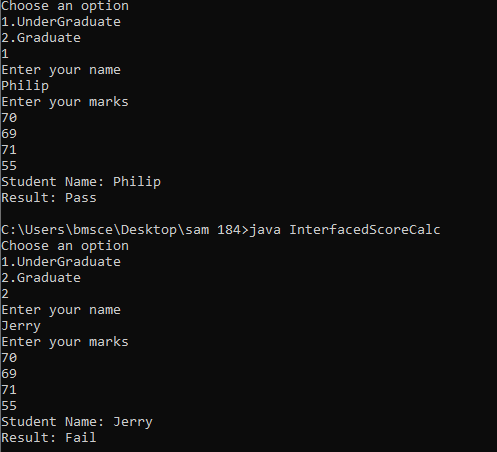 Choose an option
1.UnderGraduate
2.Graduate
1
Enter your name
Philip
Enter your marks
70
69
71
55
Student Name: Philip
Result: Pass
C:\Users\bmsce\Desktop\sam 184>java InterfacedScoreCalc
Choose an option
1.UnderGraduate
2.Graduate
2
Enter your name
Jerry
Enter your marks
70
69
71
55
Student Name: Jerry
Result: Fail